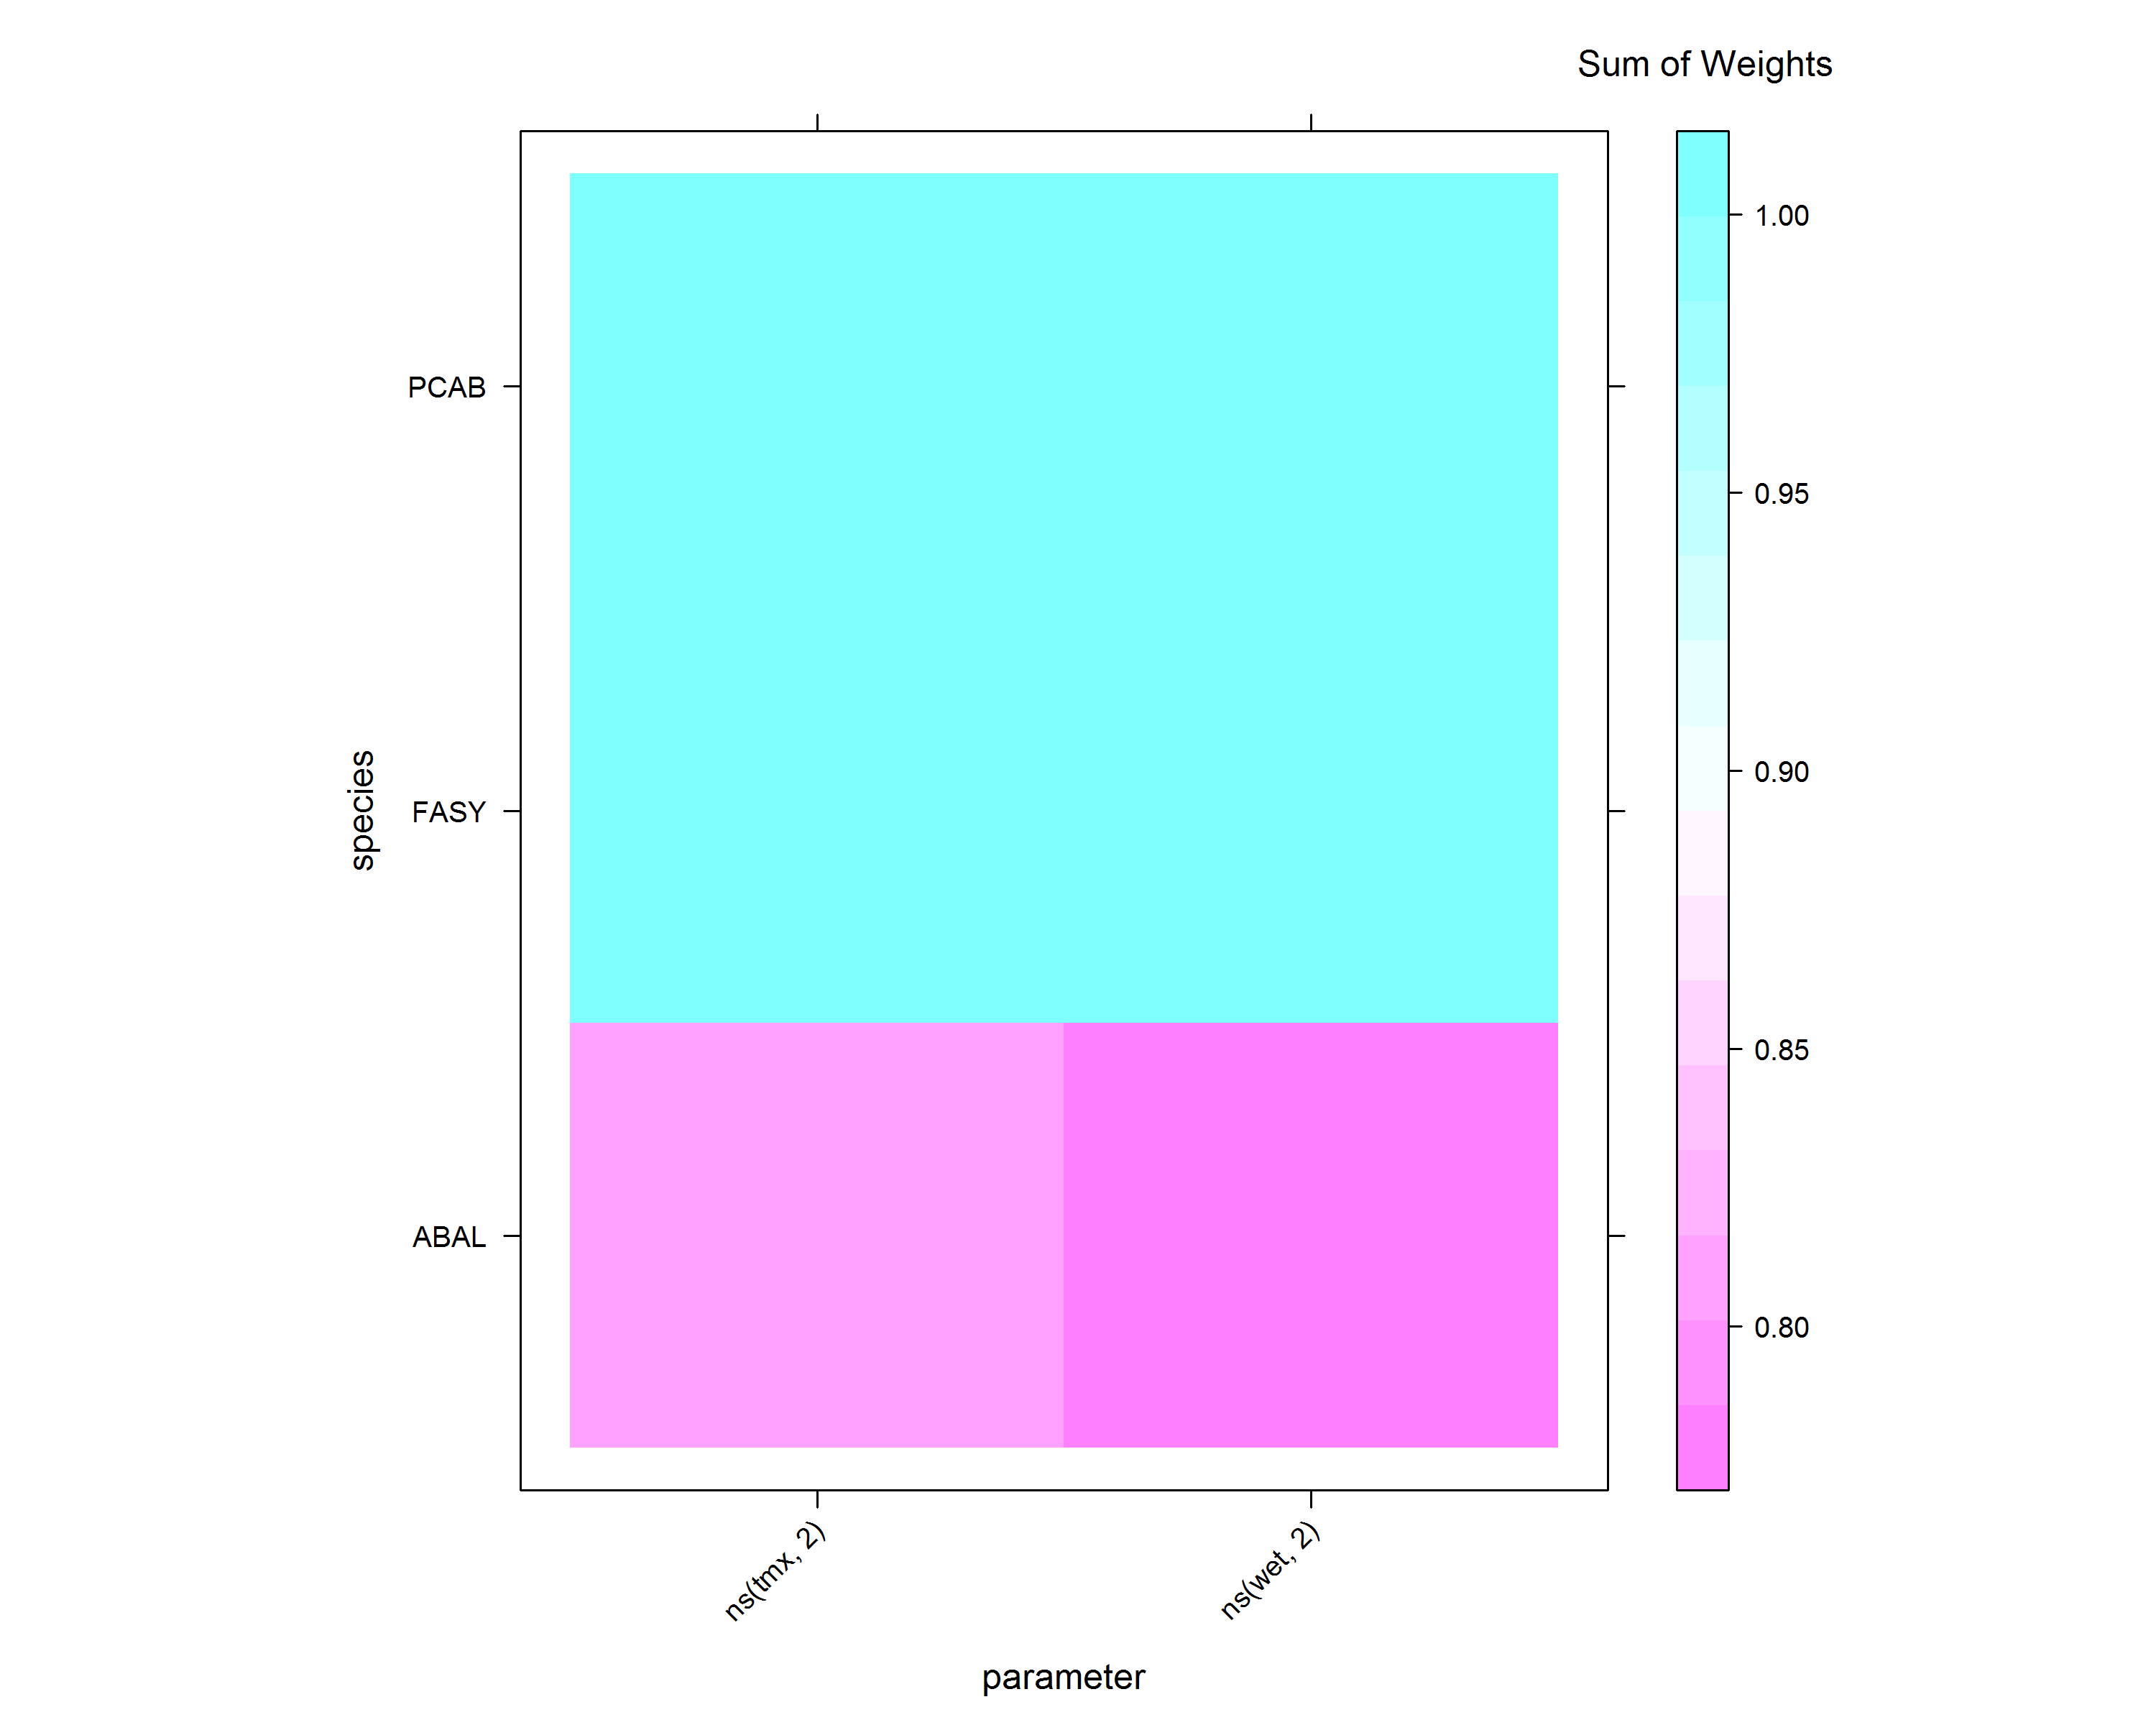 Sum of Weights
1.00
0.95
0.90
0.85
0.80
species
PCAB
FASY
ABAL
ns(tmx, 2)
ns(wet, 2)
parameter